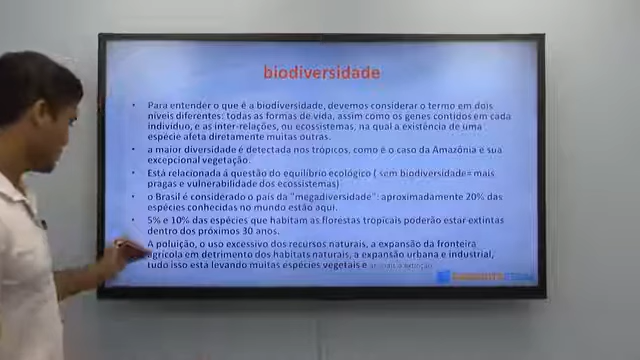 biodiversidade
• Para entender o que é a biodiversidade, devemos considerar o termo em dois
níveis diferentes: todas as formas de vida, assim como os genes contidos em cada
indivíduo, e as inter-relações, ou ecossistemas, na qual a existência de uma
espécie afeta diretamente muitas outras.
• a maior diversidade é detectada nos trópicos, como é o caso da Amazônia e sua
excepcional vegetação.
• Está relacionada á questão do equilíbrio ecológico ( sem biodiversidade= mais
pragas e vulnerabilidade dos ecossistemas)
• o Brasil é considerado o país da "megadiversidade": aproximadamente 20% das
espécies conhecidas no mundo estão aqui.
• 5% e 10% das espécies que habitam as florestas tropicais poderão estar extintas
dentro dos próximos 30 anos.
A poluição, o uso excessivo dos recursos naturais, a expansão da fronteira
agrícola em detrimento dos habitats naturais, a expansão urbana e industrial,
tudo isso está levando muitas espécies vegetais e animais à extinção